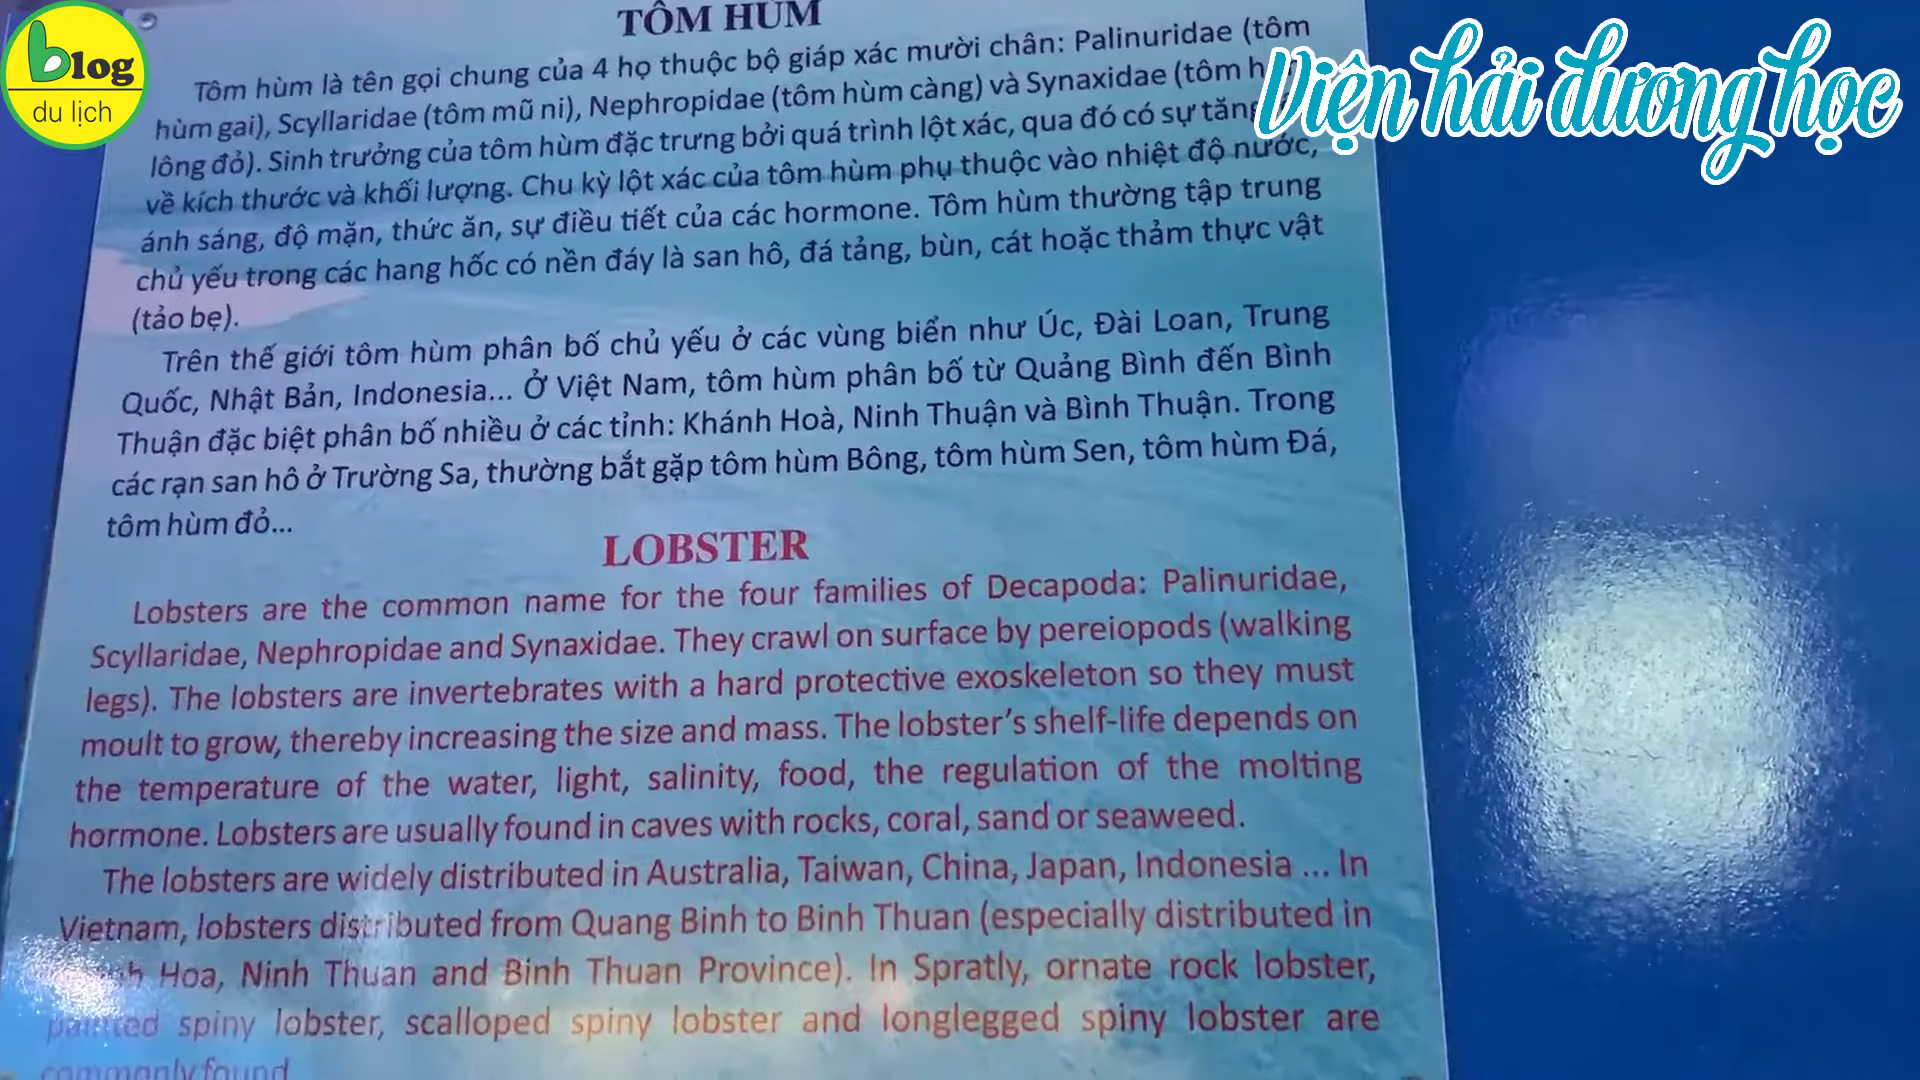 blog
du lịch
Viện hải dương học
TÔM HÙM
Tôm hùm là tên gọi chung của 4 họ thuộc bộ giáp xác mười chân: Palinuridae (tôm
hùm gai), Scyllaridae (tôm mũ ni), Nephropidae (tôm hùm càng) và Synaxidae (tôm
lông đỏ). Sinh trưởng của tôm hùm đặc trưng bởi quá trình lột xác, qua đó có sự tăng
về kích thước và khối lượng. Chu kỳ lột xác của tôm hùm phụ thuộc vào nhiệt độ nước,
ánh sáng, độ mặn, thức ăn, sự điều tiết của các hormone. Tôm hùm thường tập trung
chủ yếu trong các hang hốc có nền đáy là san hô, đá tảng, bùn, cát hoặc thảm thực vật
(tảo bẹ).
Trên thế giới tôm hùm phân bố chủ yếu ở các vùng biển như Úc, Đài Loan, Trung
Quốc, Nhật Bản, Indonesia... Ở Việt Nam, tôm hùm phân bố từ Quảng Bình đến Bình
Thuận đặc biệt phân bố nhiều ở các tỉnh: Khánh Hoà, Ninh Thuận và Bình Thuận. Trong
các rạn san hô ở Trường Sa, thường bắt gặp tôm hùm Bông, tôm hùm Sen, tôm hùm Đá,
tôm hùm đỏ...
LOBSTER
Lobsters are the common name for the four families of Decapoda: Palinuridae,
Scyllaridae, Nephropidae and Synaxidae. They crawl on surface by pereiopods (walking
legs). The lobsters are invertebrates with a hard protective exoskeleton so they must
moult to grow, thereby increasing the size and mass. The lobster's shelf-life depends on
the temperature of the water, light, salinity, food, the regulation of the molting
hormone. Lobsters are usually found in caves with rocks, coral, sand or seaweed.
The lobsters are widely distributed in Australia, Taiwan, China, Japan, Indonesia ... In
Vietnam, lobsters distributed from Quang Binh to Binh Thuan (especially distributed in
Hoa, Ninh Thuan and Binh Thuan Province). In Spratly, ornate rock lobster,
painted spiny lobster, scalloped spiny lobster and longlegged spiny lobster are
commonly found